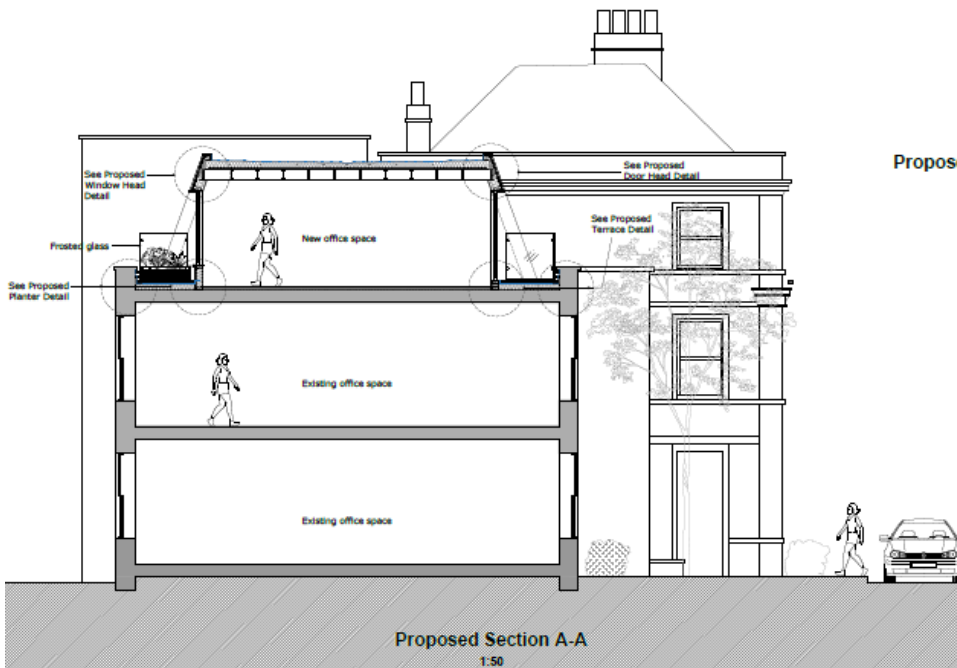 See Proposed
Window Head
Detail
See Proposed
Door Head Detail
Propos
New office space
See Proposed
Terrace Detail
Frosted glass
See Proposed
Planter Detail
Existing office space
Existing office space
Proposed Section A-A
1:50